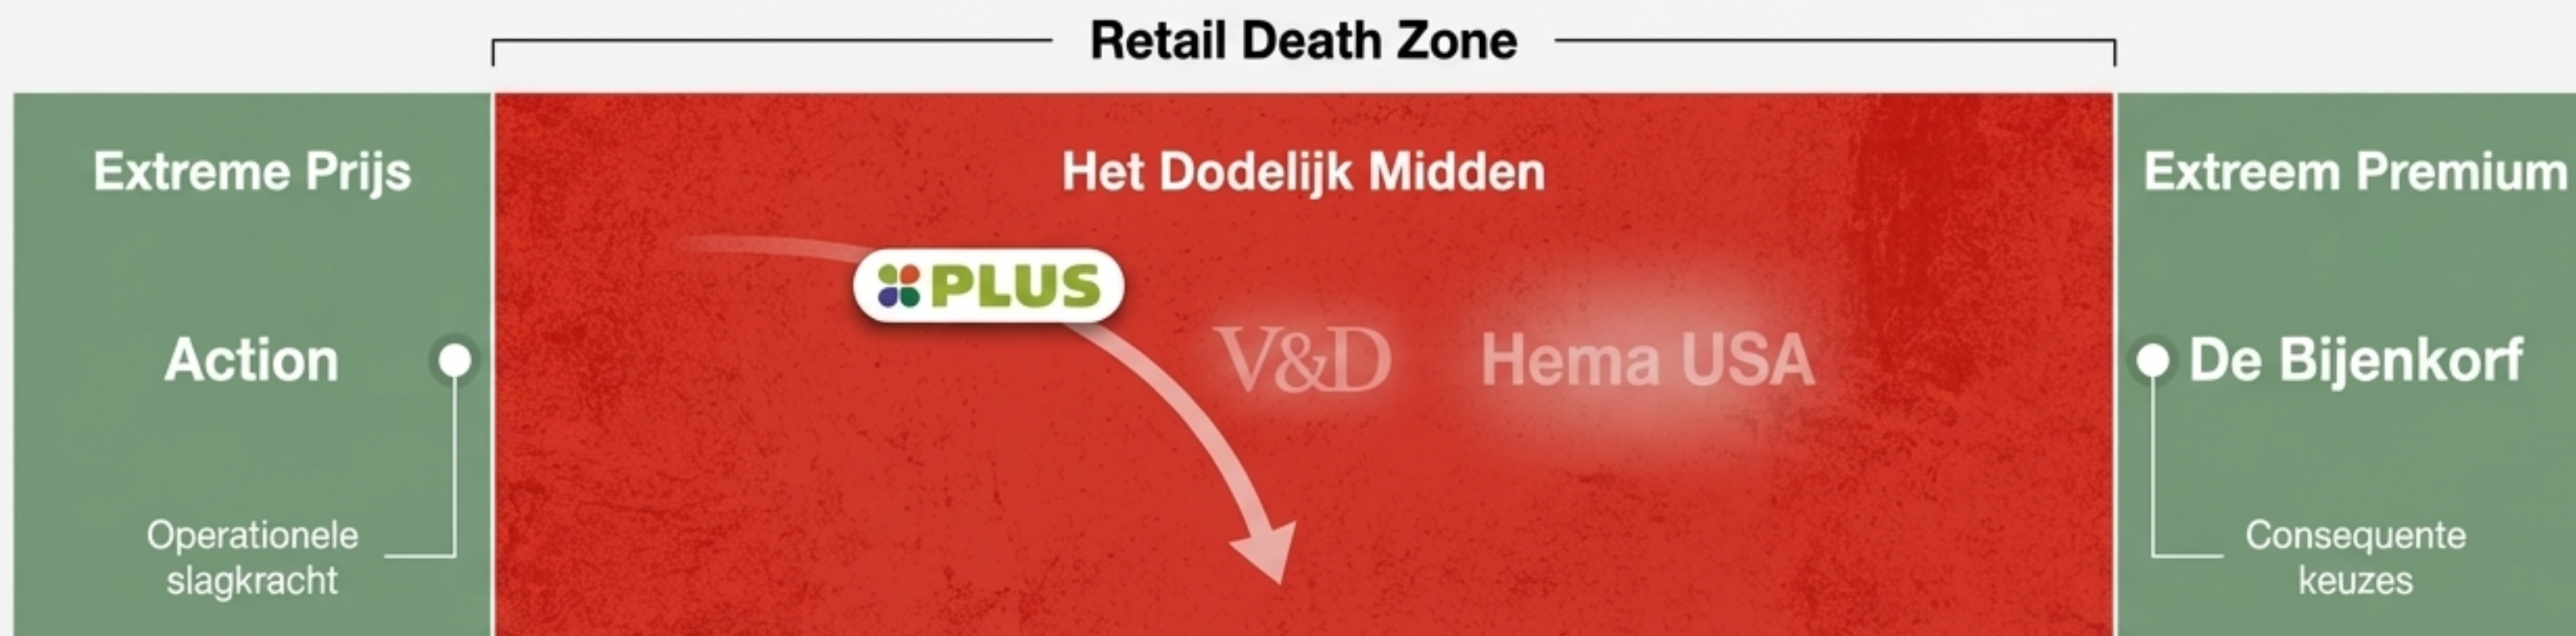 Retail Death Zone
Extreme Prijs
Het Dodelijk Midden
Extreem Premium
PLUS
V&D
Hema USA
Action
De Bijenkorf
Operationele
slagkracht
Consequente
keuzes